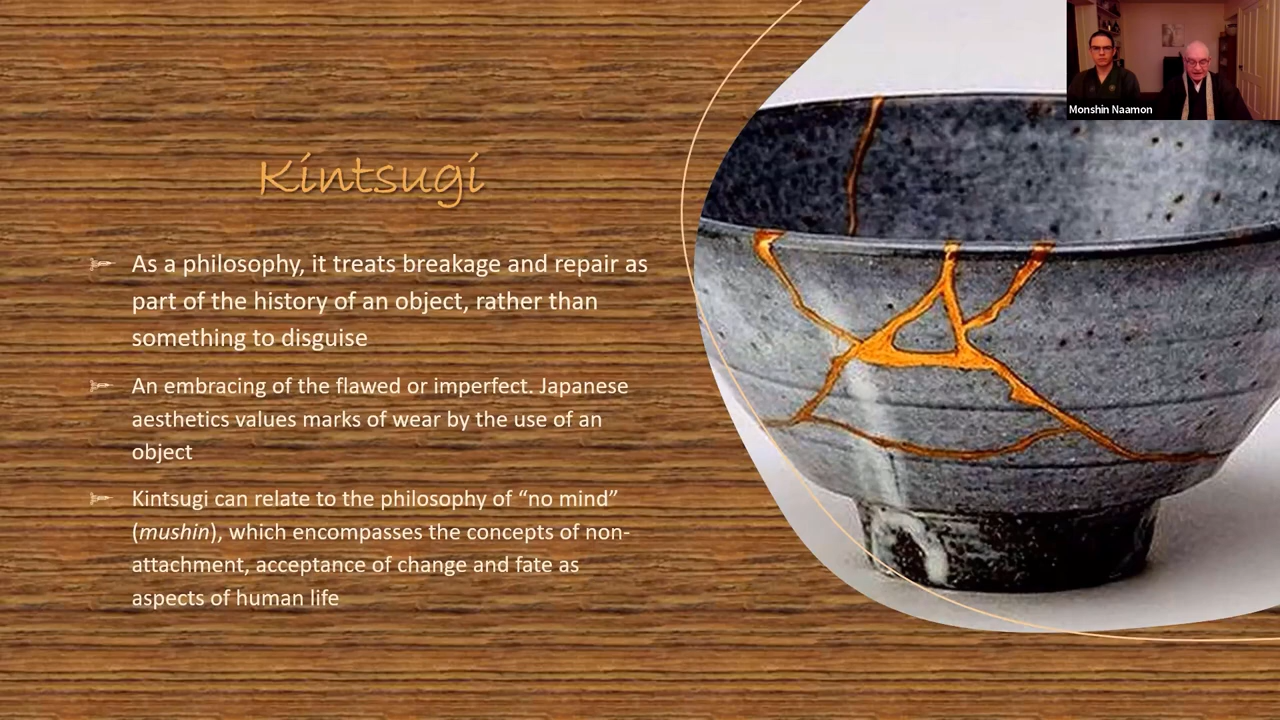 Monshin Naamon
Kintsugi
As a philosophy, it treats breakage and repair as
part of the history of an object, rather than
something to disguise
An embracing of the flawed or imperfect. Japanese
aesthetics values marks of wear by the use of an
object
Kintsugi can relate to the philosophy of “no mind”
(mushin), which encompasses the concepts of non-
attachment, acceptance of change and fate as
aspects of human life